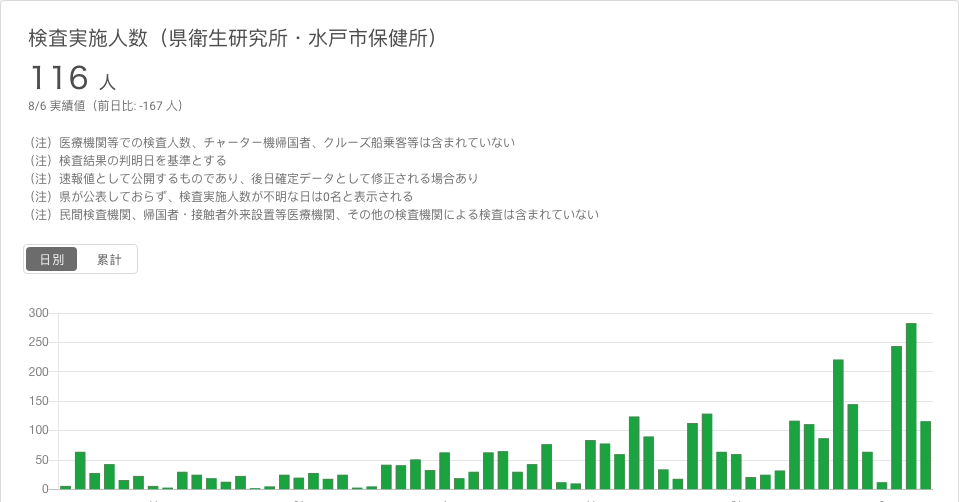 検査実施人数（県衛生研究所・水戸市保健所）
116 人
8/6 実績値（前日比: -167 人）
（注）医療機関等での検査人数、チャーター機帰国者、クルーズ船乗客等は含まれていない
（注）検査結果の判明日を基準とする
（注）速報値として公開するものであり、後日確定データとして修正される場合あり
（注）県が公表しておらず、検査実施人数が不明な日は0名と表示される
（注）民間検査機関、帰国者・接触者外来設置等医療機関、その他の検査機関による検査は含まれていない
日別 累計
300
250
200
150
100
50
0